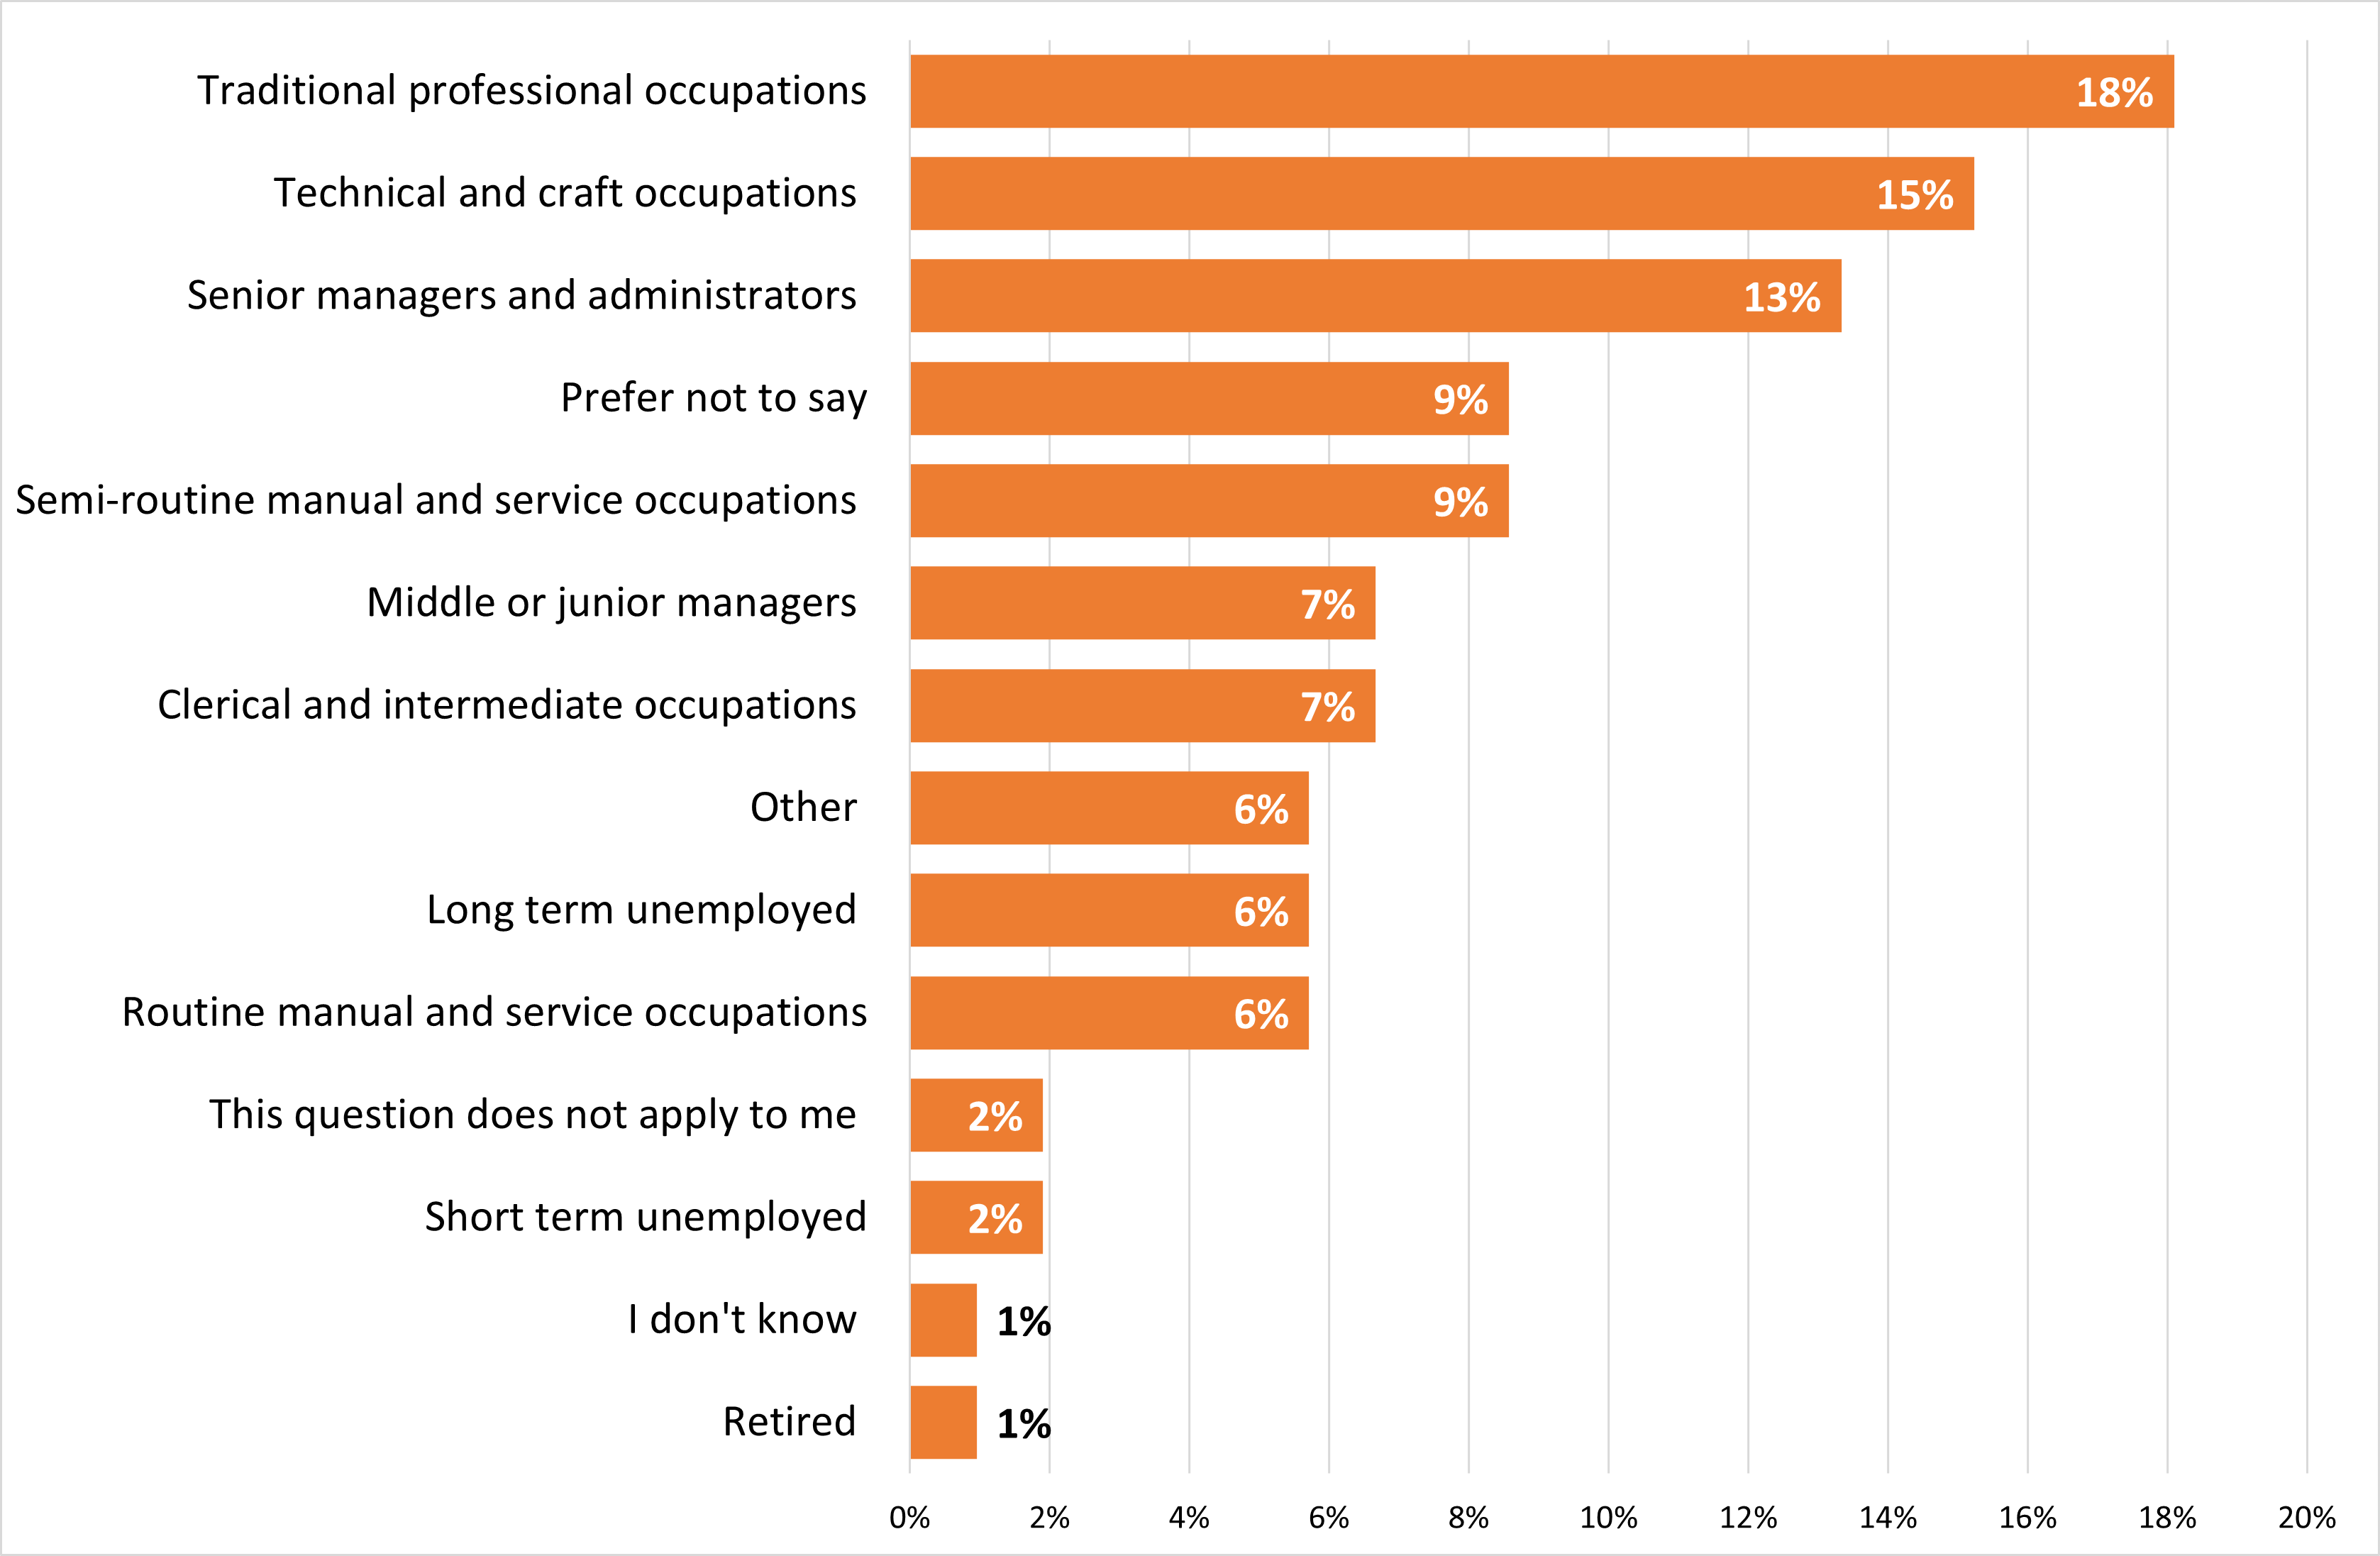 Traditional professional occupations 18%
Technical and craft occupations 15%
Senior managers and administrators 13%
Prefer not to say 9%
Semi-routine manual and service occupations 9%
Middle or junior managers 7%
Clerical and intermediate occupations 7%
Other 6%
Long term unemployed 6%
Routine manual and service occupations 6%
This question does not apply to me 2%
Short term unemployed 2%
I don't know 1%
Retired 1%
0% 2% 4% 6% 8% 10% 12% 14% 16% 18% 20%